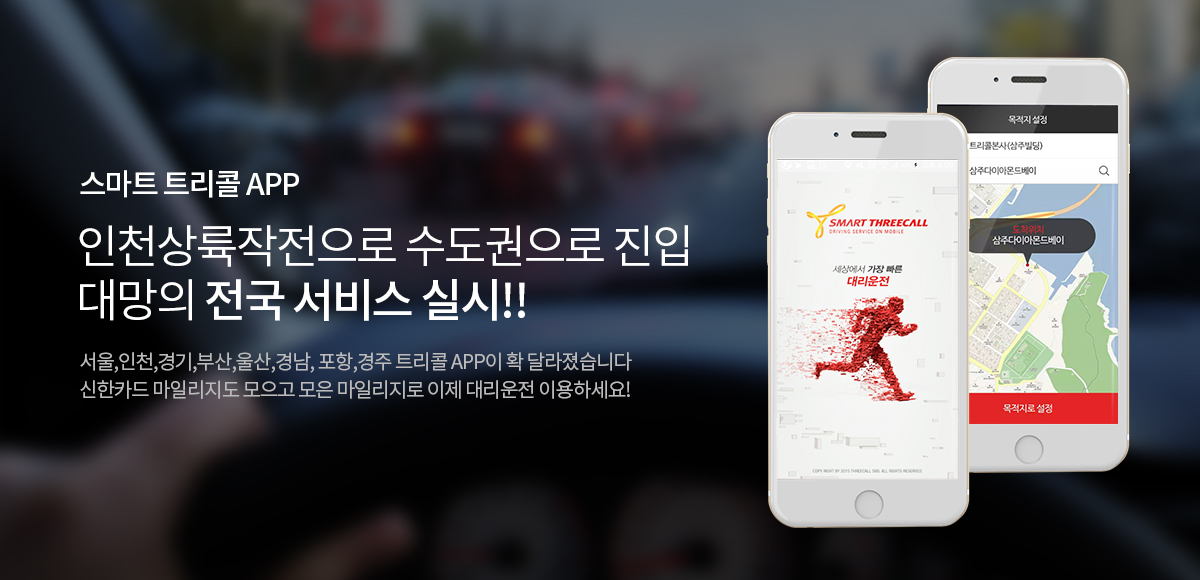 스마트 트리콜 APP
인천상륙작전으로 수도권으로 진입
대망의 전국 서비스 실시!!
서울,인천,경기,부산,울산,경남, 포항,경주 트리콜 APP이 확 달라졌습니다
신한카드 마일리지도 모으고 모은 마일리지로 이제 대리운전 이용하세요!
SMART THREECALL
DRIVING SERVICE ON MOBILE
세상에서 가장 빠른
대리운전
COPY RIGHT BY 2015 THREECALL. ALL RIGHTS RESERVED
목적지 설정
트리콜본사(삼주빌딩)
삼주다이아몬드베이
도착위치
삼주다이아몬드베이
목적지로 설정